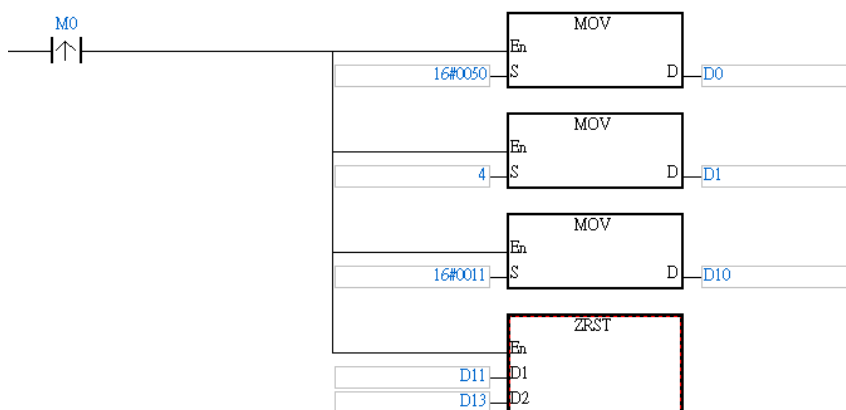 M0
MOV
En
16#0050 S D D0
MOV
En
4 S D D1
MOV
En
16#0011 S D D10
ZRST
En
D11 D1
D13 D2